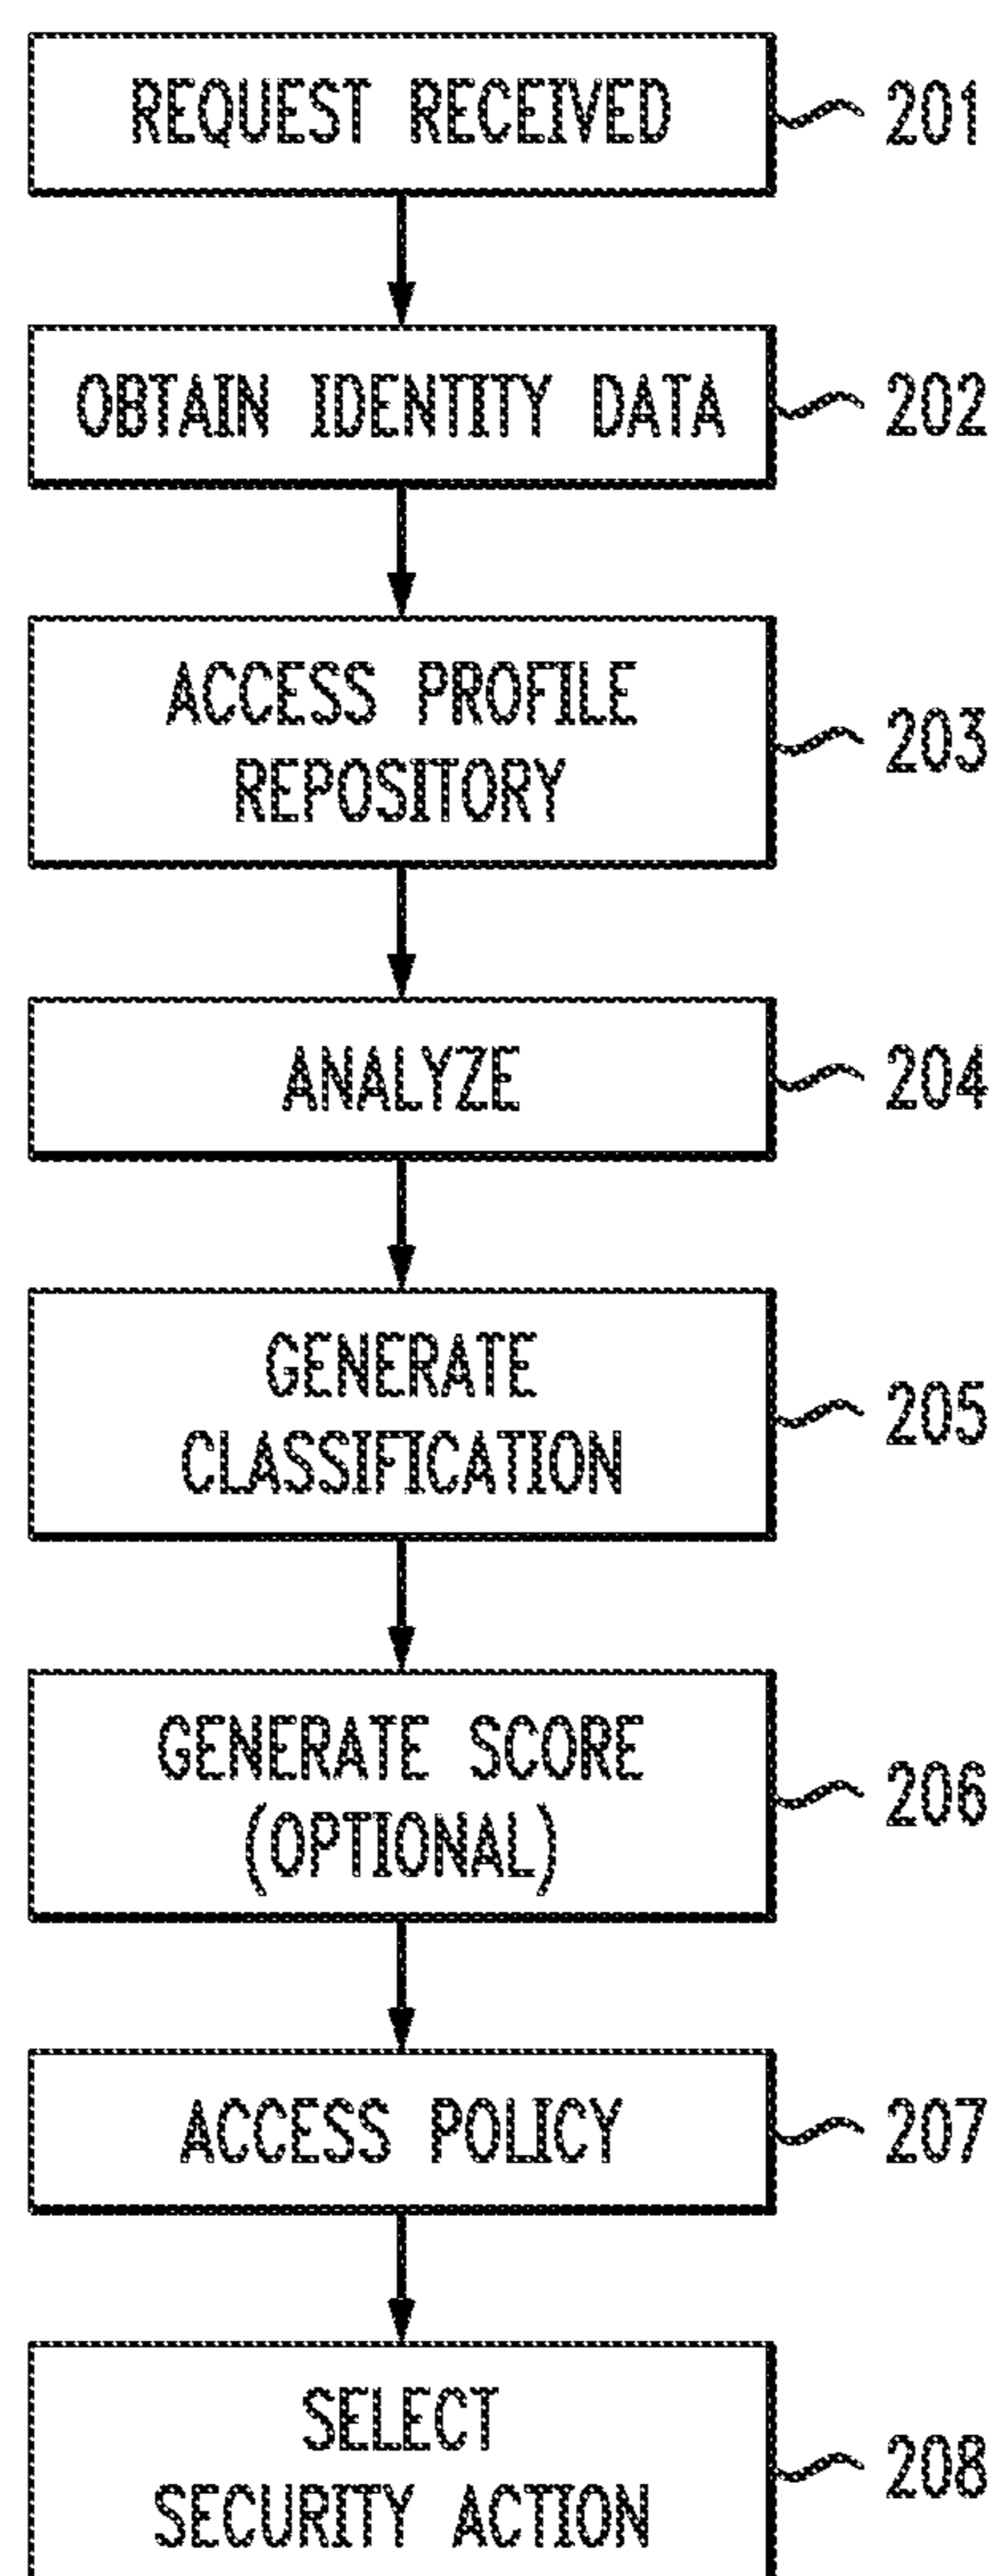 REQUEST RECEIVED
201
OBTAIN IDENTITY DATA
202
ACCESS PROFILE
REPOSITORY
203
ANALYZE
204
GENERATE
CLASSIFICATION
205
GENERATE SCORE
(OPTIONAL)
206
ACCESS POLICY
207
SELECT
SECURITY ACTION
208